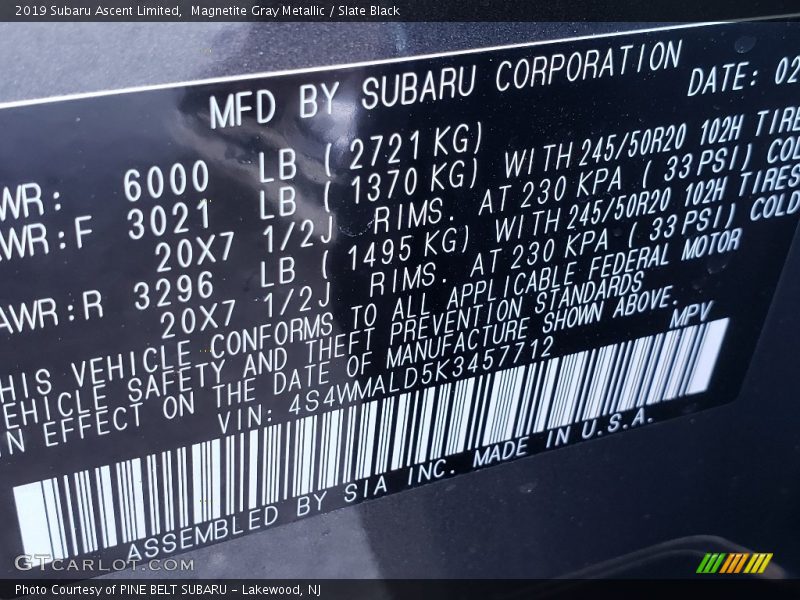 2019 Subaru Ascent Limited,  Magnetite Gray Metallic / Slate Black
MFD BY SUBARU CORPORATION DATE: 02
WR: 6000 LB ( 2721 KG)
AWR:F 3021 LB ( 1370 KG) WITH 245/50R20 102H TIRE
20X7 1/2J RIMS. AT 230 KPA ( 33 PSI) COL
AWR:R 3296 LB ( 1495 KG) WITH 245/50R20 102H TIRES
20X7 1/2J RIMS. AT 230 KPA ( 33 PSI) COLD
HIS VEHICLE CONFORMS TO ALL APPLICABLE FEDERAL MOTOR
EHICLE SAFETY AND THEFT PREVENTION STANDARDS
IN EFFECT ON THE DATE OF MANUFACTURE SHOWN ABOVE.
VIN: 4S4WMALD5K3457712 MPV
ASSEMBLED BY SIA INC. MADE IN U.S.A.
GTCARLOT.COM
Photo Courtesy of PINE BELT SUBARU - Lakewood, NJ